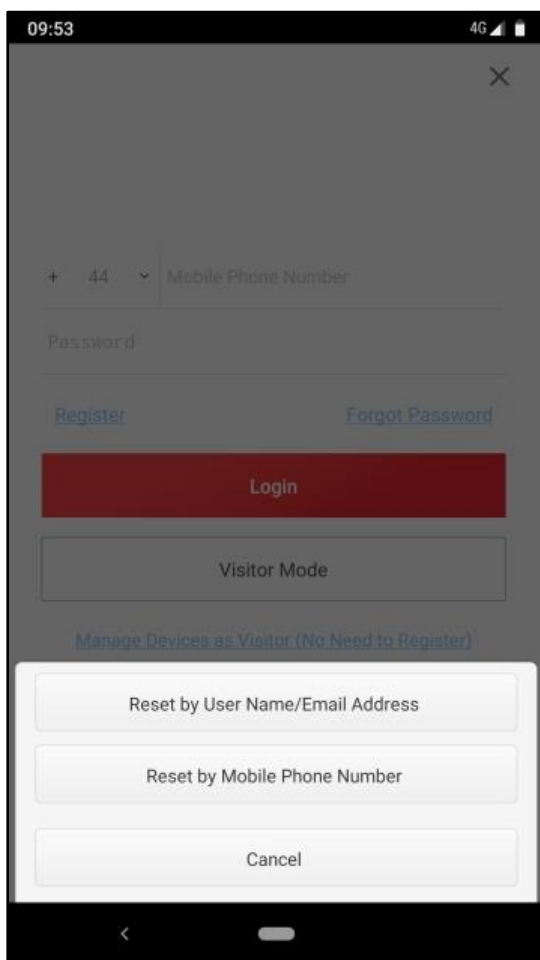 09:53 4G
+ 44 Mobile Phone Number
Password
Register Forgot Password
Login
Visitor Mode
Manage Devices as Visitor (No Need to Register)
Reset by User Name/Email Address
Reset by Mobile Phone Number
Cancel